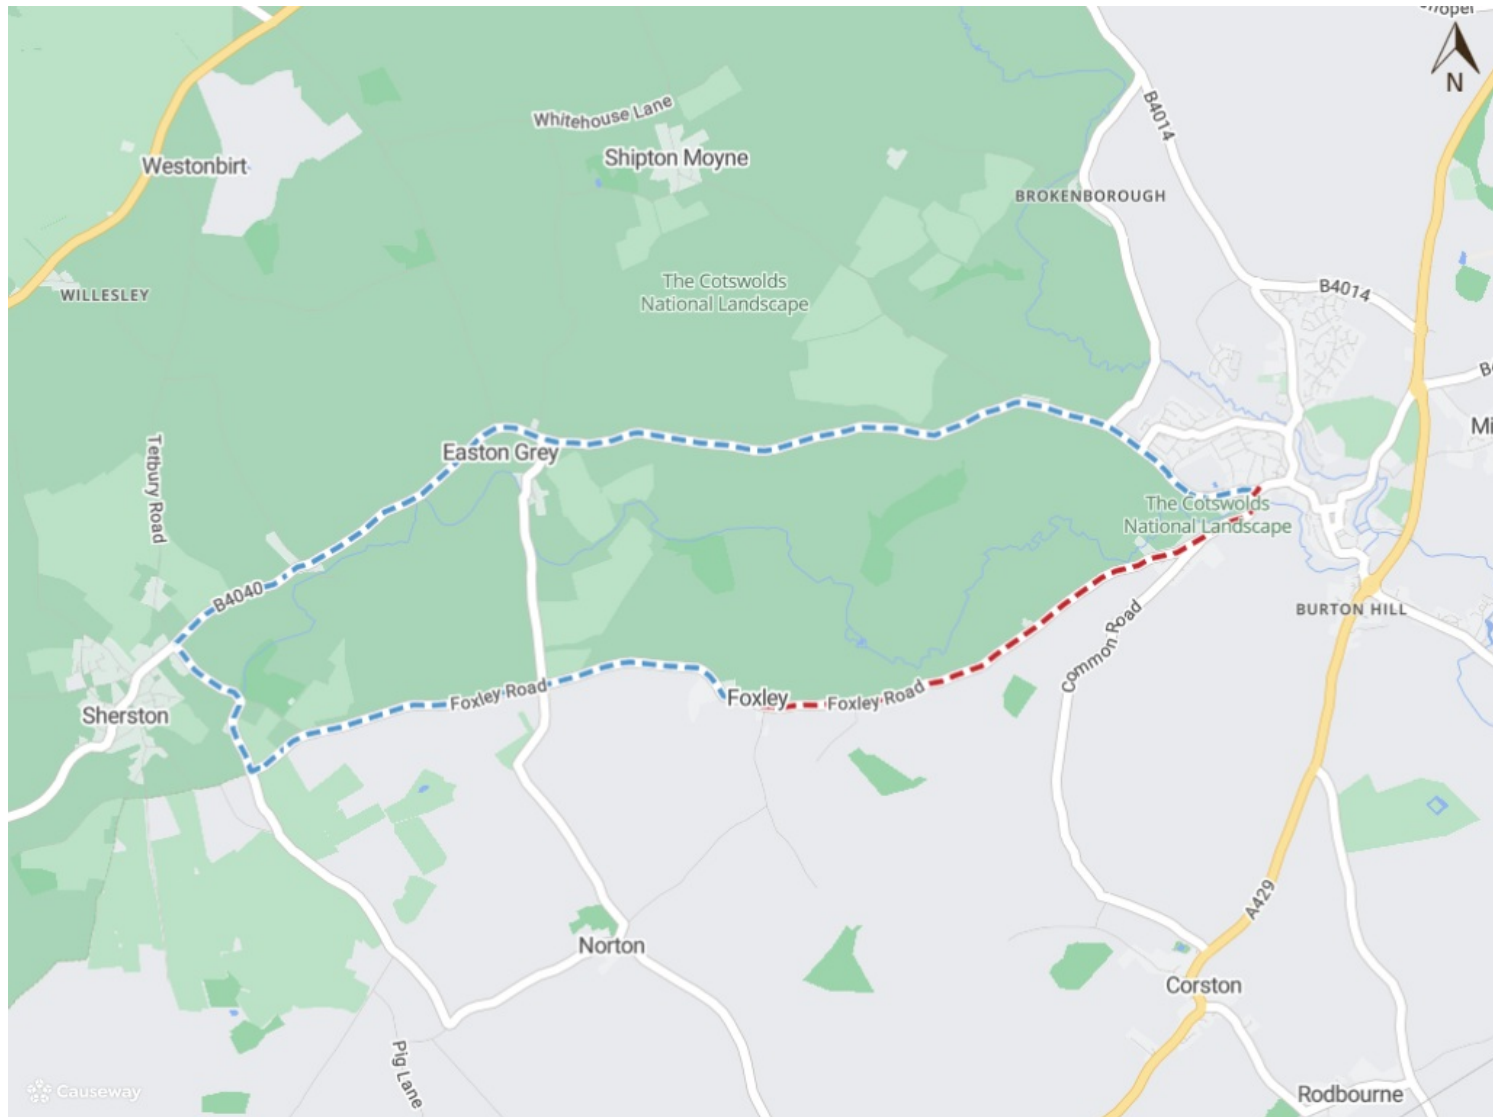 N
B4014
Whitehouse Lane
Westonbirt
Shipton Moyne
BROKENBOROUGH
WILLESLEY
The Cotswolds
National Landscape
B4014
Easton Grey
Tetbury Road
The Cotswolds
National Landscape
B4040
BURTON HILL
Common Road
Foxley Road
Foxley
Foxley Road
Sherston
A429
Norton
Corston
Pig Lane
Causeway
Rodbourne